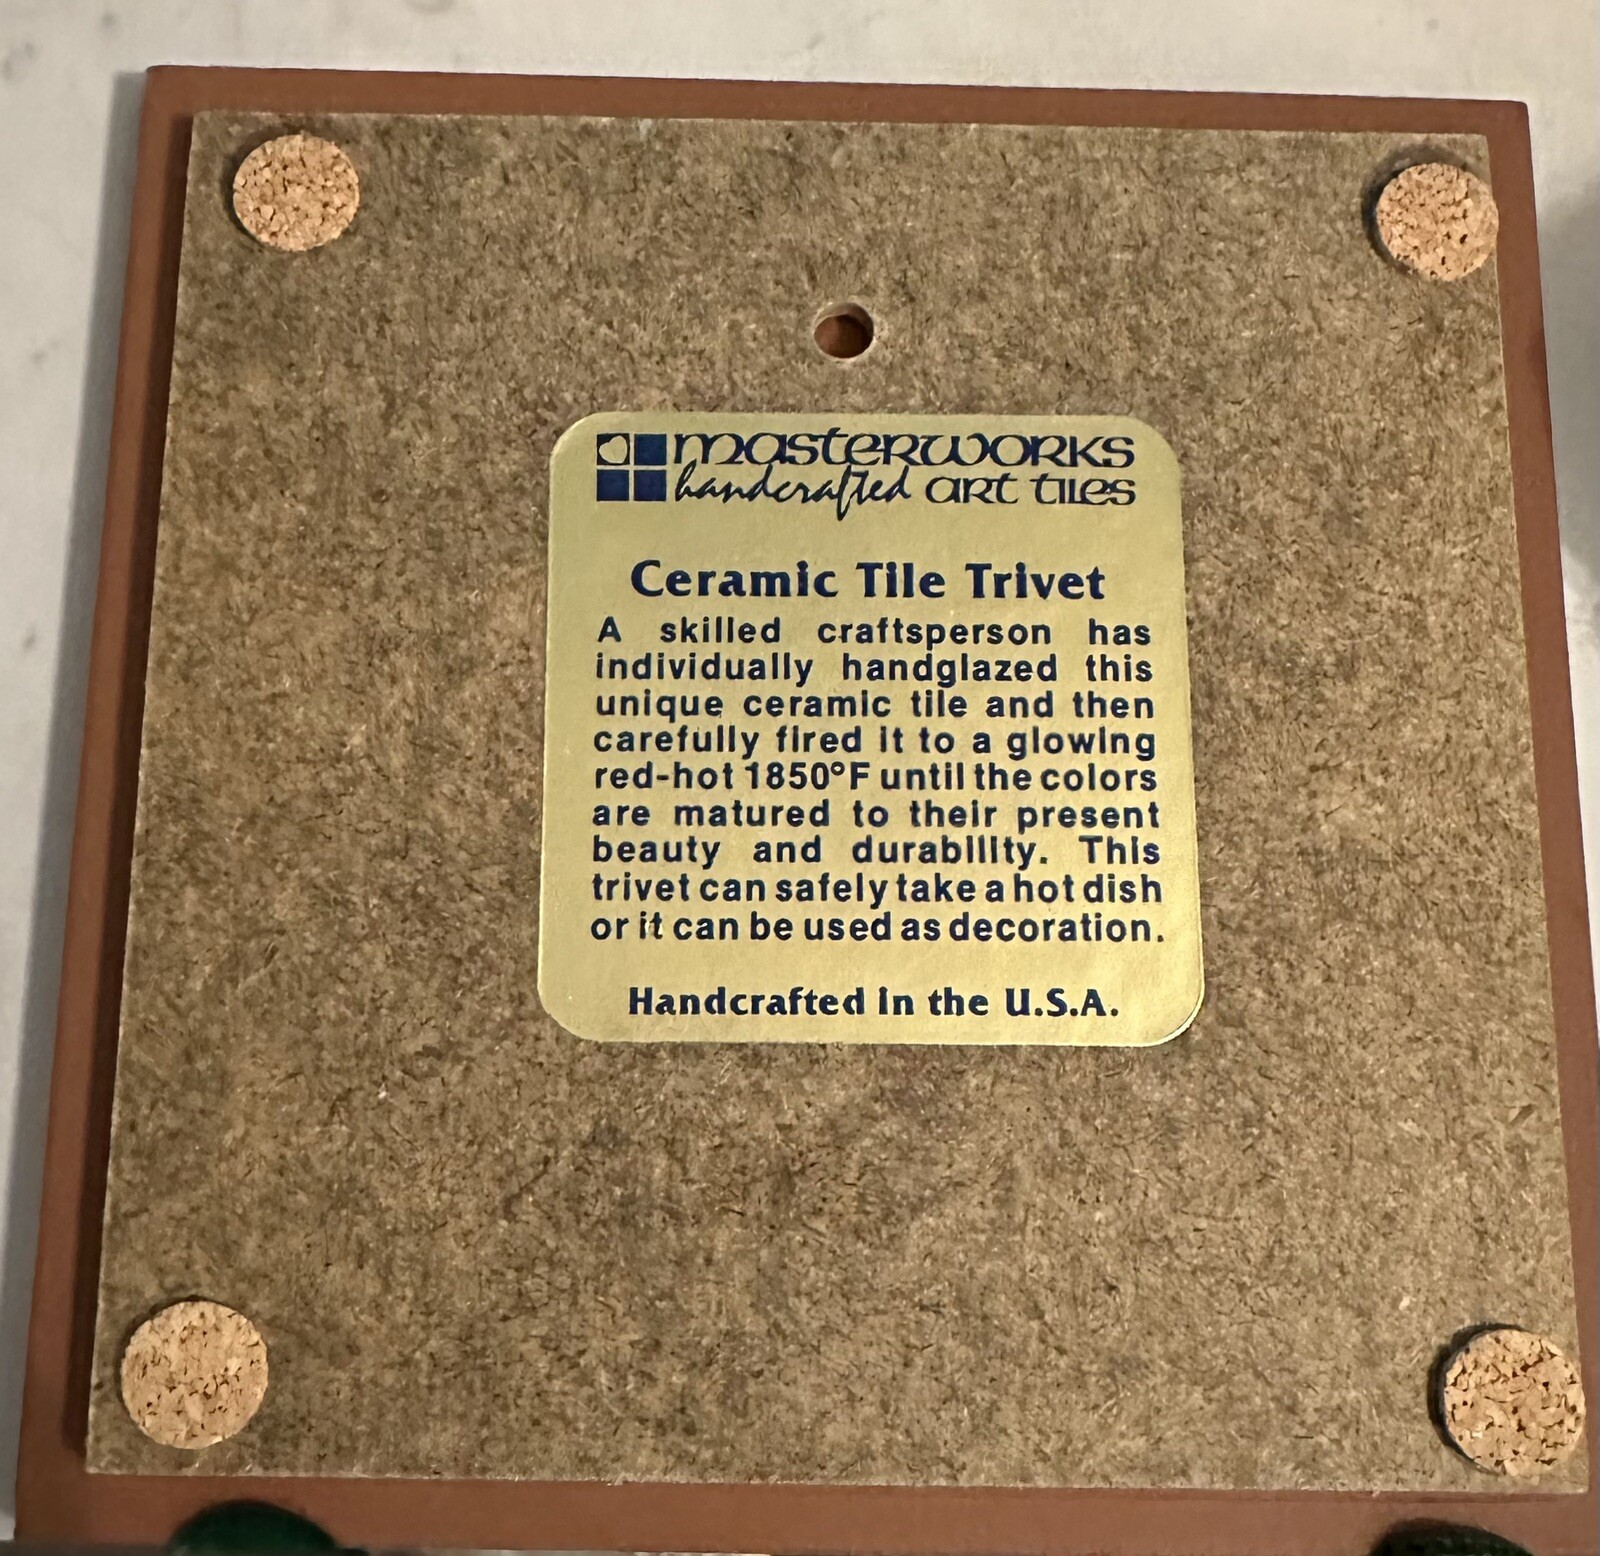 masterworks
handcrafted art tiles
Ceramic Tile Trivet
A skilled craftsperson has
individually handglazed this
unique ceramic tile and then
carefully fired it to a glowing
red-hot 1850°F until the colors
are matured to their present
beauty and durability. This
trivet can safely take a hot dish
or it can be used as decoration.
Handcrafted in the U.S.A.